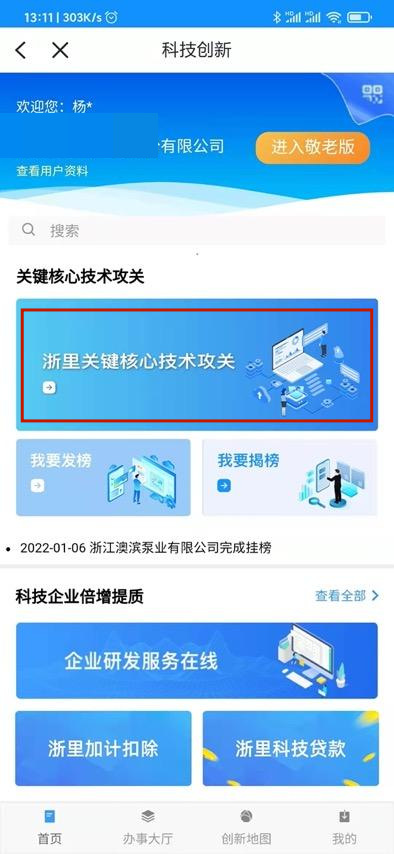 13:11 | 303K/s
科技创新
欢迎您：杨*
有限公司
进入敬老版
查看用户资料
搜索
关键核心技术攻关
浙里关键核心技术攻关
我要发榜
我要揭榜
2022-01-06 浙江澳滨泵业有限公司完成挂榜
科技企业倍增提质
查看全部
企业研发服务在线
浙里加计扣除
浙里科技贷款
首页
办事大厅
创新地图
我的